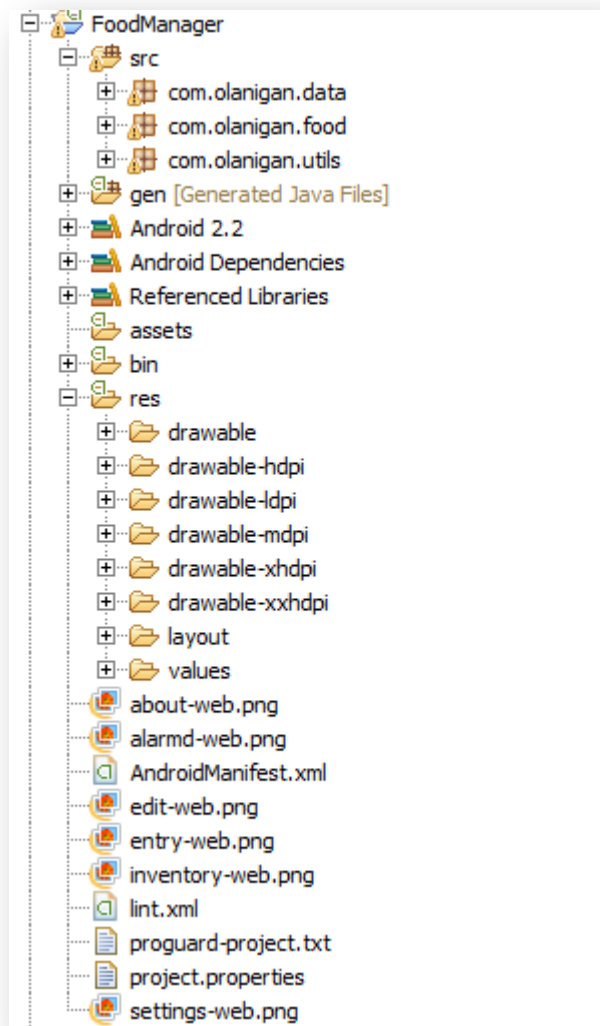 FoodManager
src
com.olanigan.data
com.olanigan.food
com.olanigan.utils
gen [Generated Java Files]
Android 2.2
Android Dependencies
Referenced Libraries
assets
bin
res
drawable
drawable-hdpi
drawable-ldpi
drawable-mdpi
drawable-xhdpi
drawable-xxhdpi
layout
values
about-web.png
alarmd-web.png
AndroidManifest.xml
edit-web.png
entry-web.png
inventory-web.png
lint.xml
proguard-project.txt
project.properties
settings-web.png